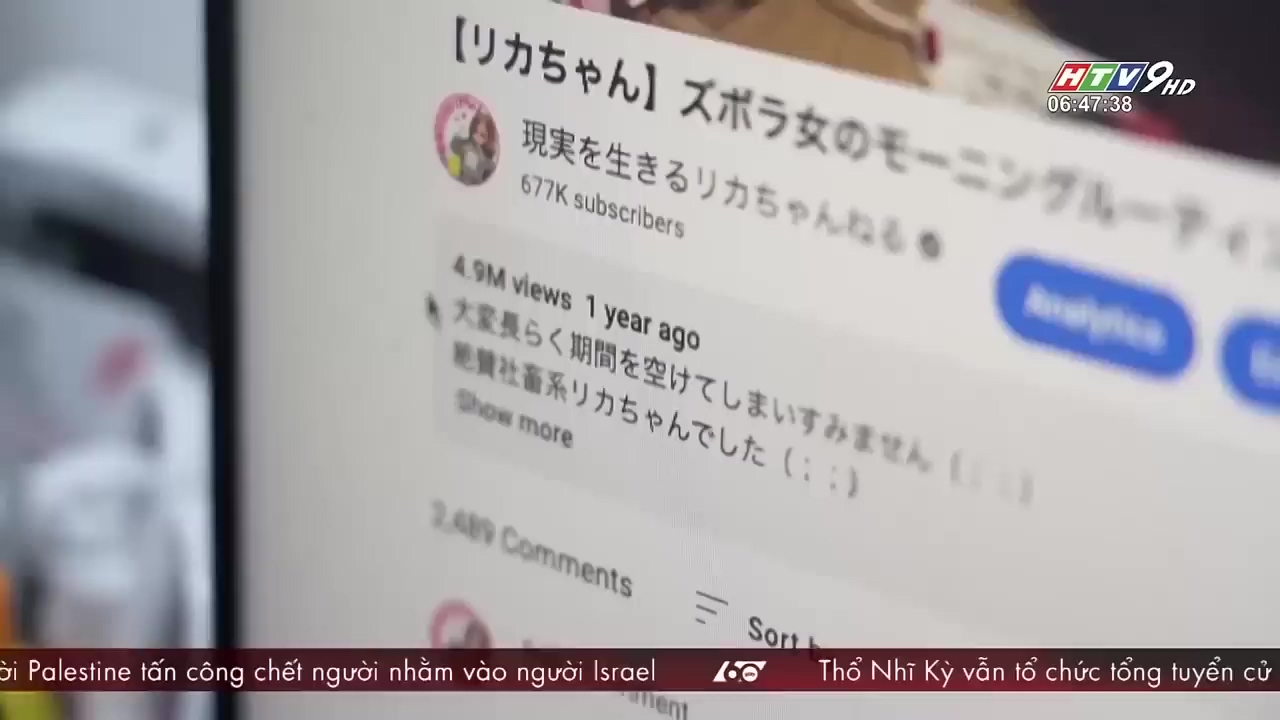 【リカちゃん】ズボラ女のモーニングルーティ
HTV9HD
06:47:38
現実を生きるリカちゃんねる
677K subscribers
Analytics
4.9M views 1 year ago
大変長らく期間を空けてしまいすみません（；；）
絶賛社畜系リカちゃんでした（；；）
Show more
2,489 Comments
Sort
Palestine tấn công chết người nhằm vào người Israel
60
Thổ Nhĩ Kỳ vẫn tổ chức tổng tuyển cử